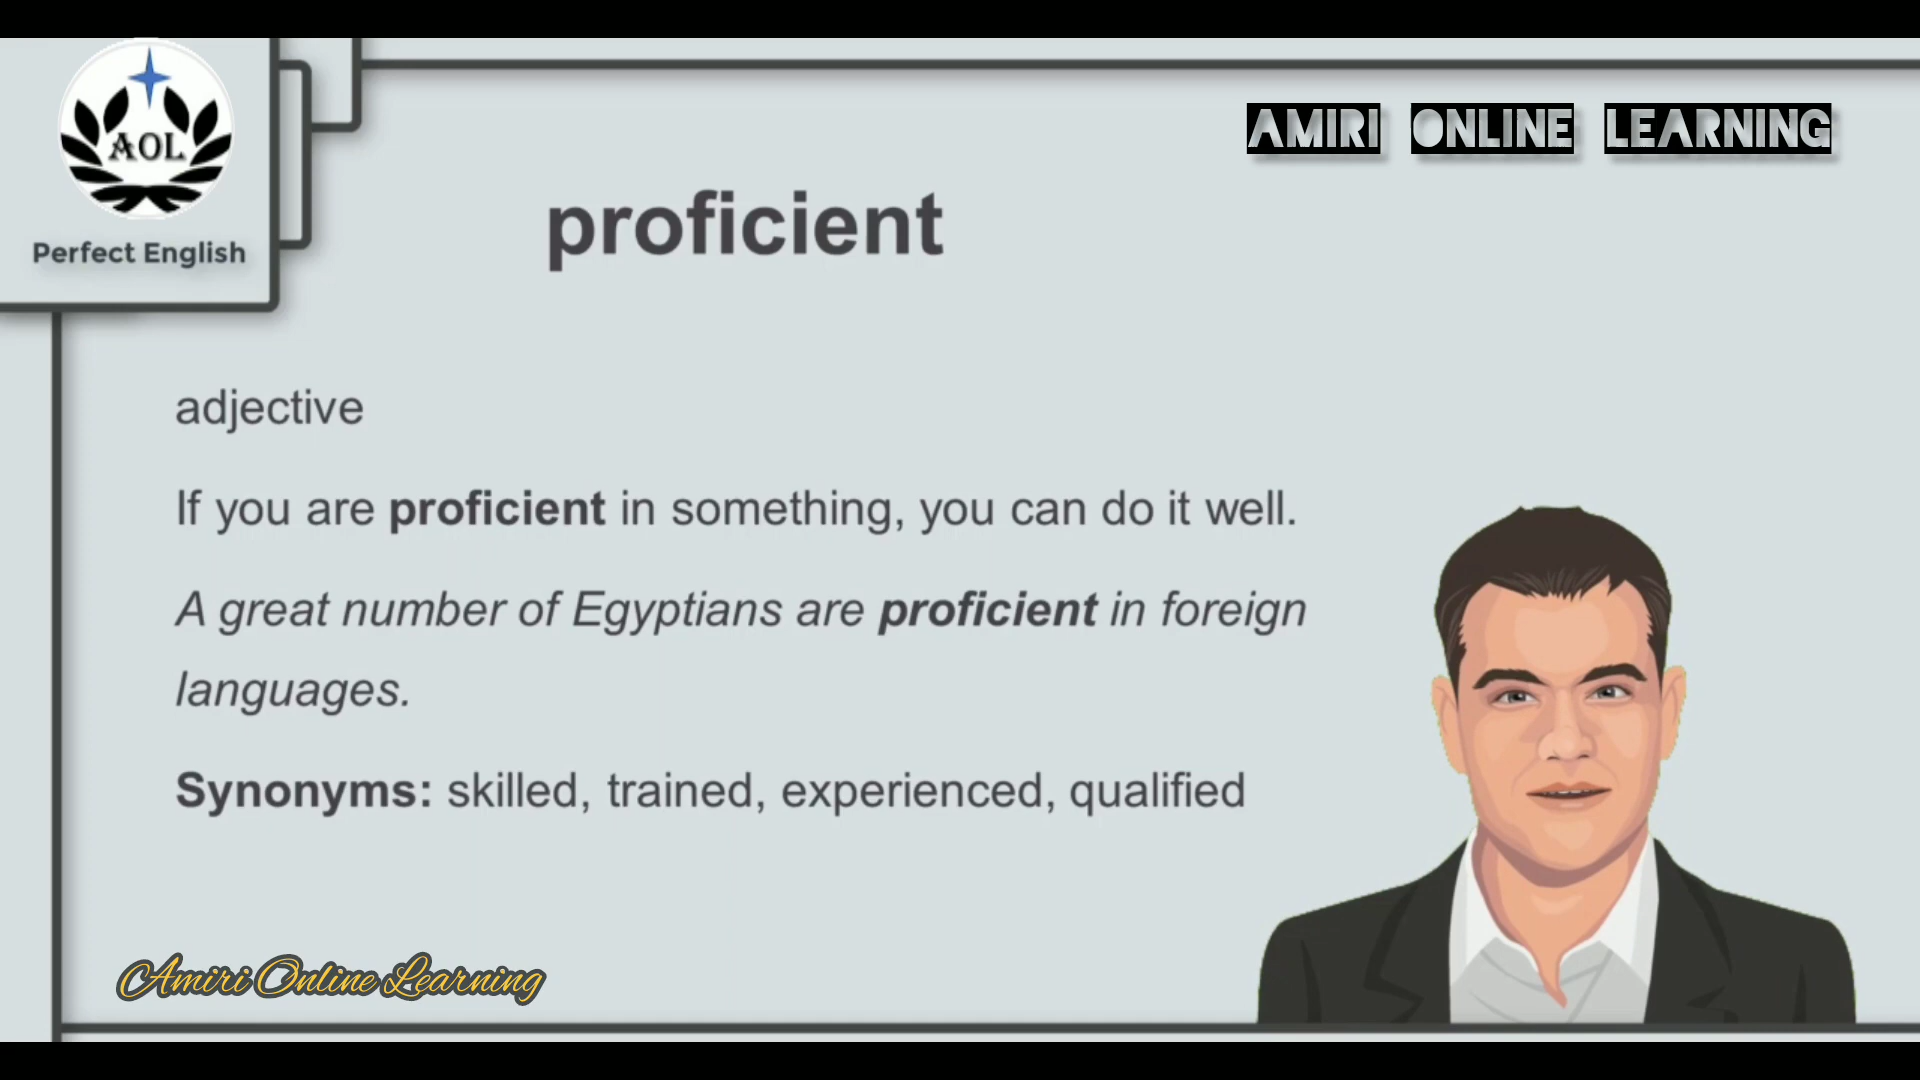 AOL
Perfect English
AMIRI ONLINE LEARNING
proficient
adjective
If you are proficient in something, you can do it well.
A great number of Egyptians are proficient in foreign
languages.
Synonyms: skilled, trained, experienced, qualified
Amiri Online Learning